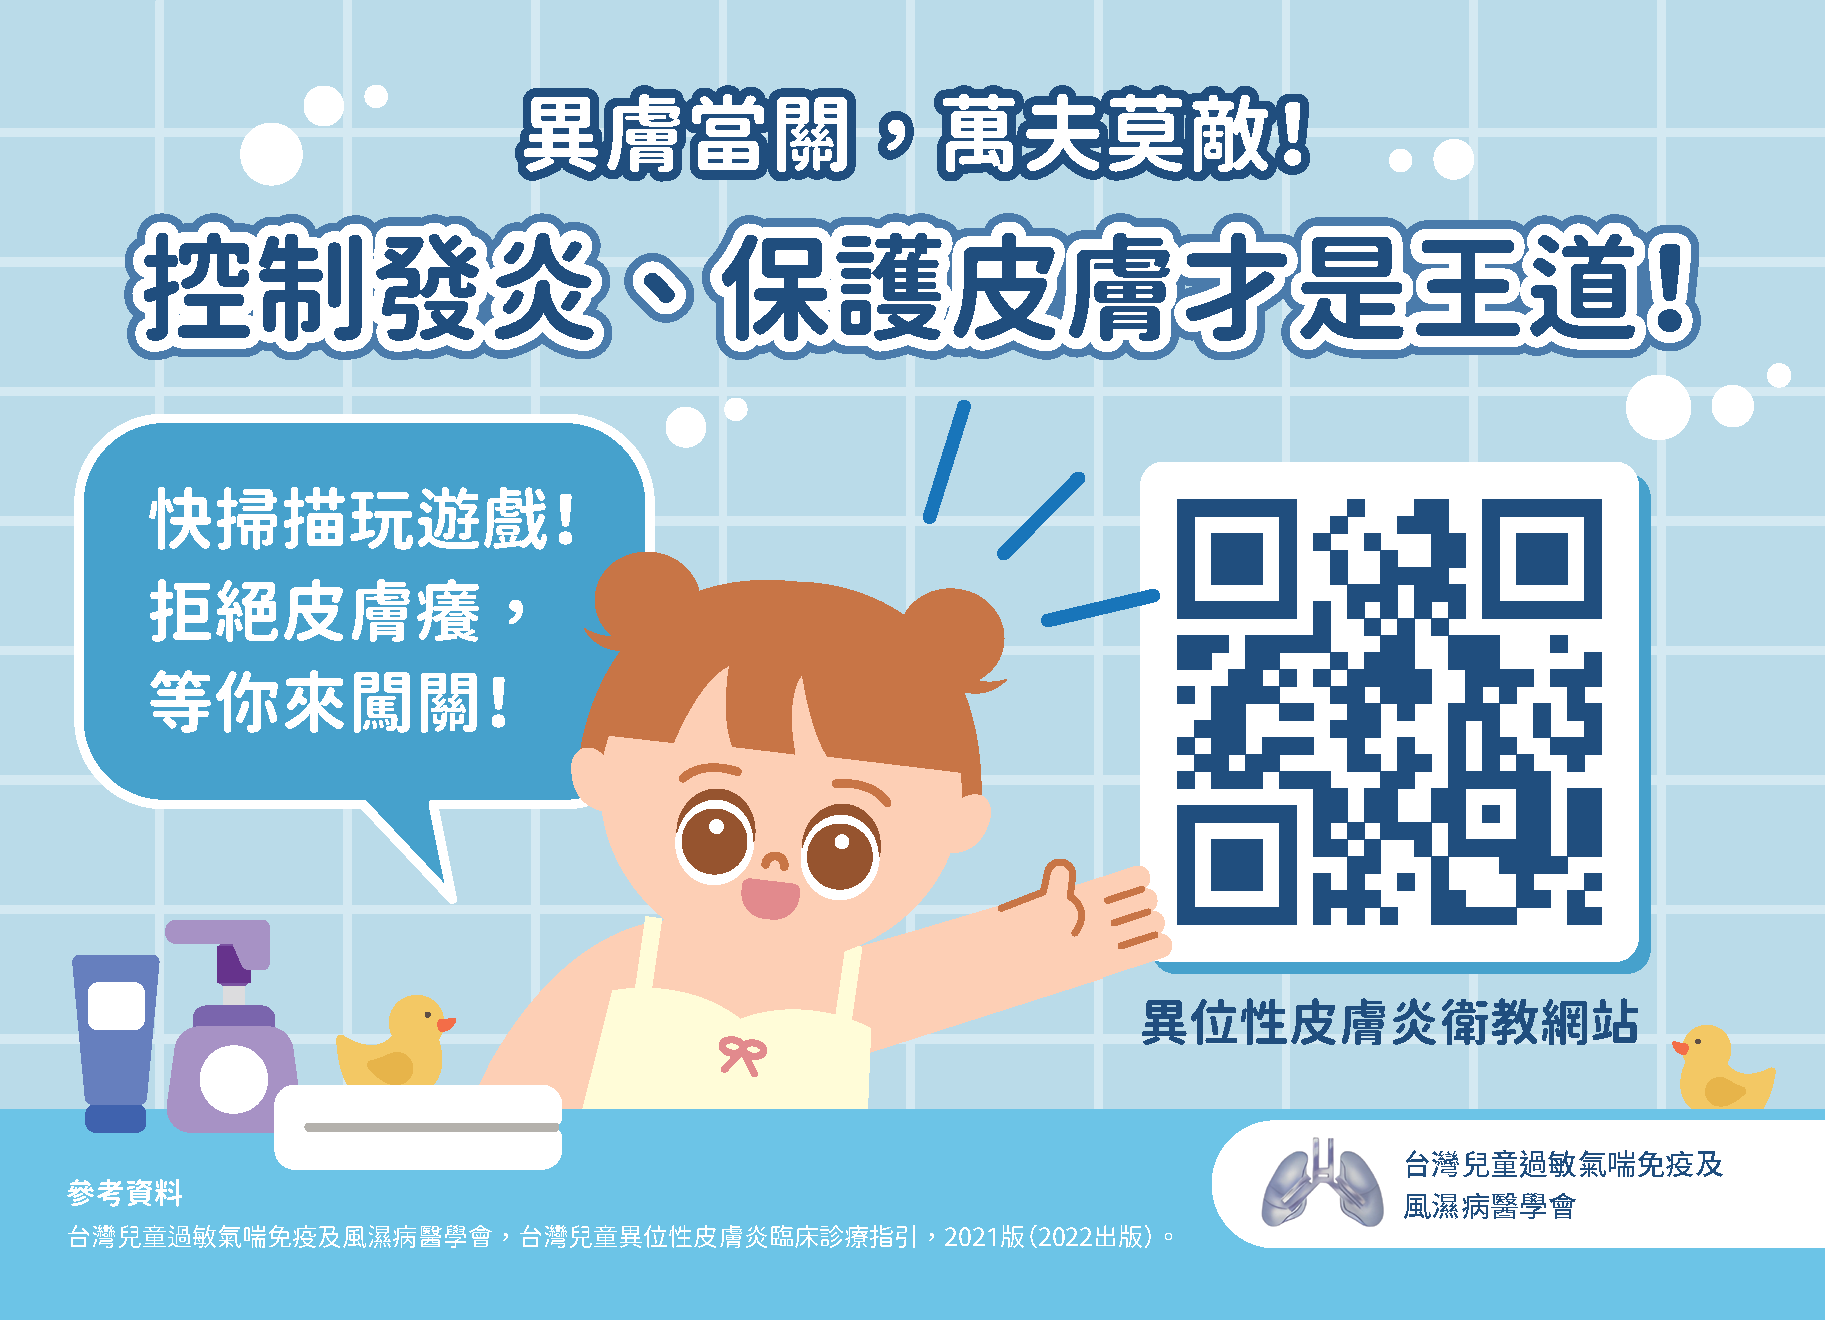 異膚當關，萬夫莫敵！
控制發炎、保護皮膚才是王道！
快掃描玩遊戲！
拒絕皮膚癢，
等你來闖關！
異位性皮膚炎衛教網站
台灣兒童過敏氣喘免疫及
風濕病醫學會
參考資料
台灣兒童過敏氣喘免疫及風濕病醫學會，台灣兒童異位性皮膚炎臨床診療指引，2021版（2022出版）。